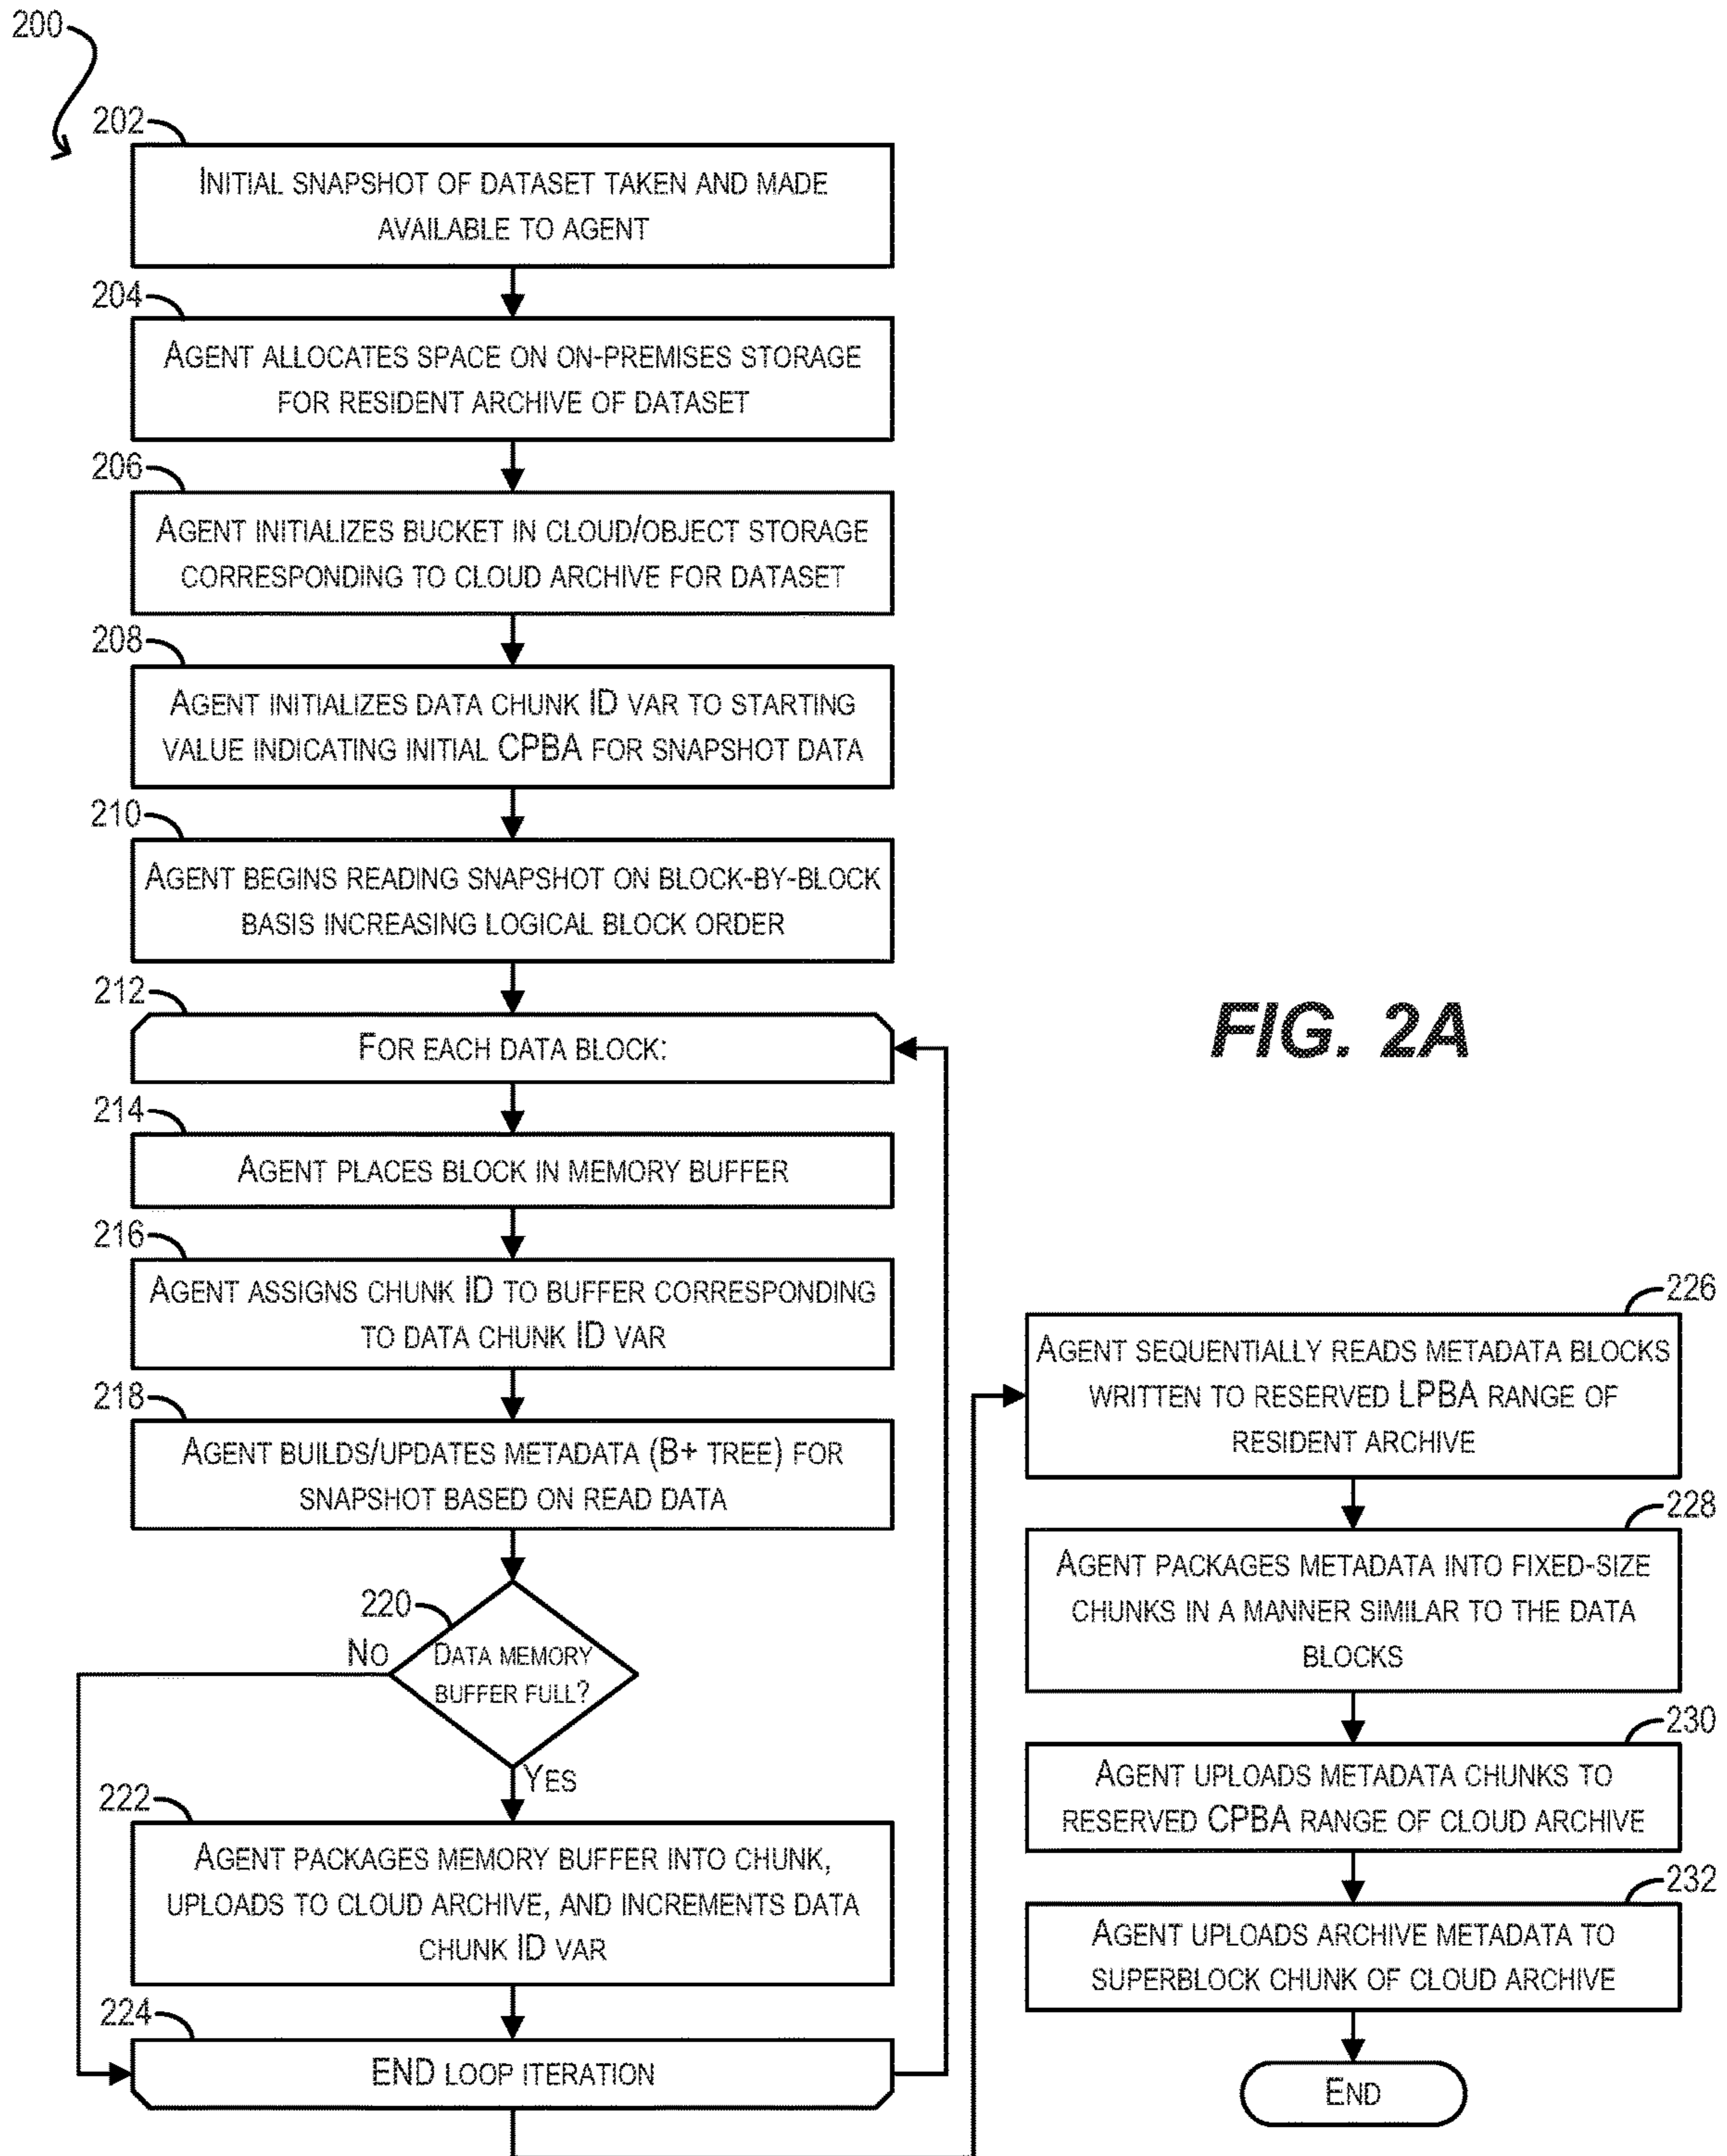 200
202
Initial snapshot of dataset taken and made
available to agent
204
Agent allocates space on on-premises storage
for resident archive of dataset
206
Agent initializes bucket in cloud/object storage
corresponding to cloud archive for dataset
208
Agent initializes data chunk ID var to starting
value indicating initial CPBA for snapshot data
210
Agent begins reading snapshot on block-by-block
basis increasing logical block order
212
For each data block:
214
Agent places block in memory buffer
216
Agent assigns chunk ID to buffer corresponding
to data chunk ID var
218
Agent builds/updates metadata (B+ tree) for
snapshot based on read data
220
No
Data memory
buffer full?
Yes
222
Agent packages memory buffer into chunk,
uploads to cloud archive, and increments data
chunk ID var
224
END loop iteration
FIG. 2A
226
Agent sequentially reads metadata blocks
written to reserved LPBA range of
resident archive
228
Agent packages metadata into fixed-size
chunks in a manner similar to the data
blocks
230
Agent uploads metadata chunks to
reserved CPBA range of cloud archive
232
Agent uploads archive metadata to
superblock chunk of cloud archive
End